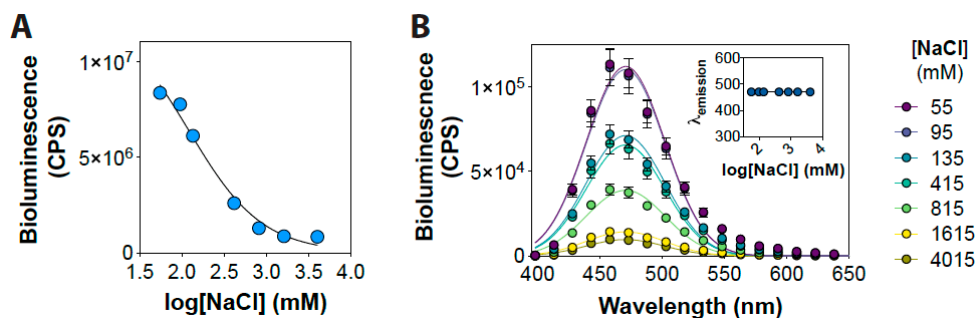 A
Bioluminescence
(CPS)
1×10⁷
5×10⁶
0
1.5 2.0 2.5 3.0 3.5 4.0
log[NaCl] (mM)
B
Bioluminescnece
(CPS)
1×10⁵
5×10⁴
0
400 450 500 550 600 650
Wavelength (nm)
λemission
600
500
400
300
2 3 4
log[NaCl] (mM)
[NaCl]
(mM)
55
95
135
415
815
1615
4015